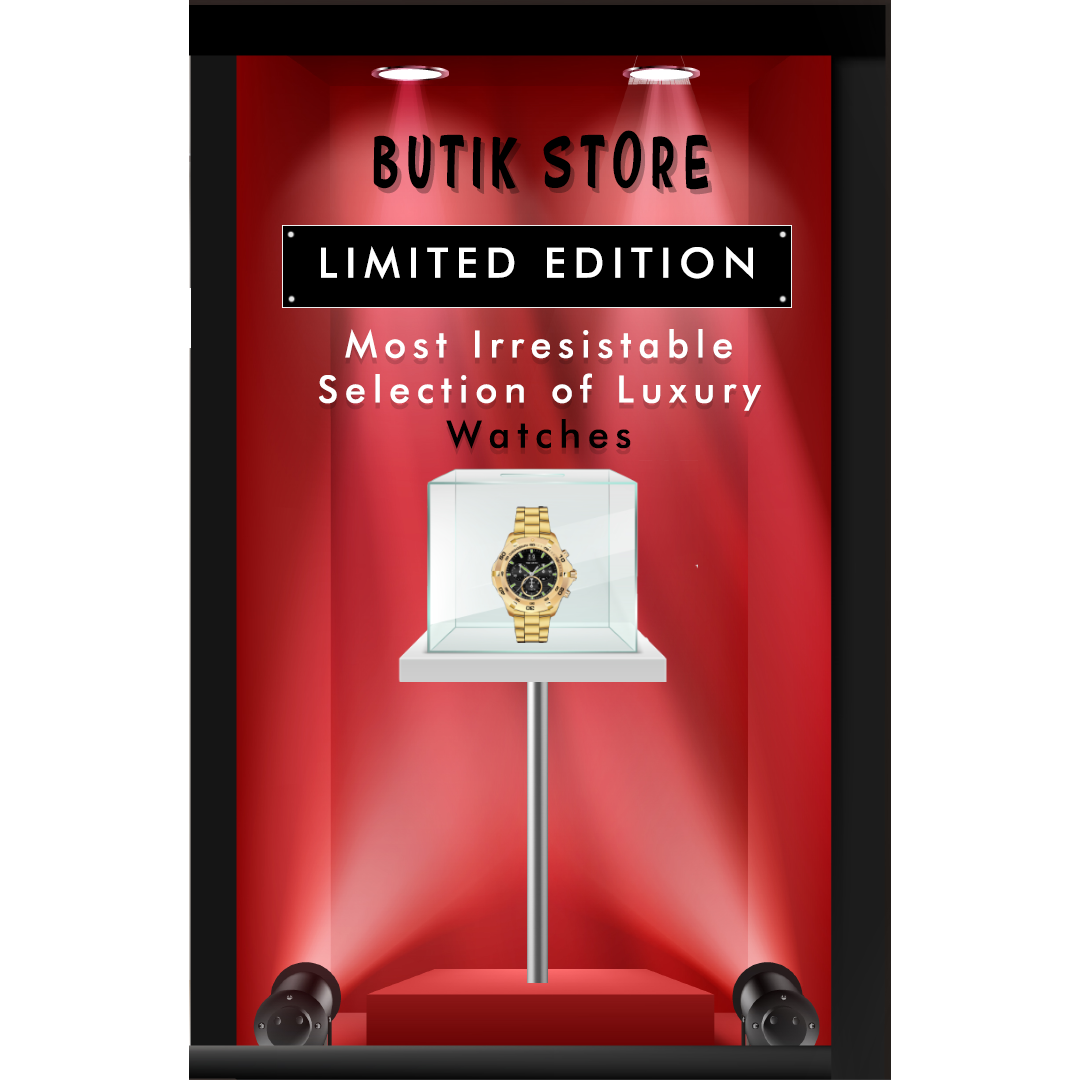 BUTIK STORE
LIMITED EDITION
Most Irresistable
Selection of Luxury
Watches